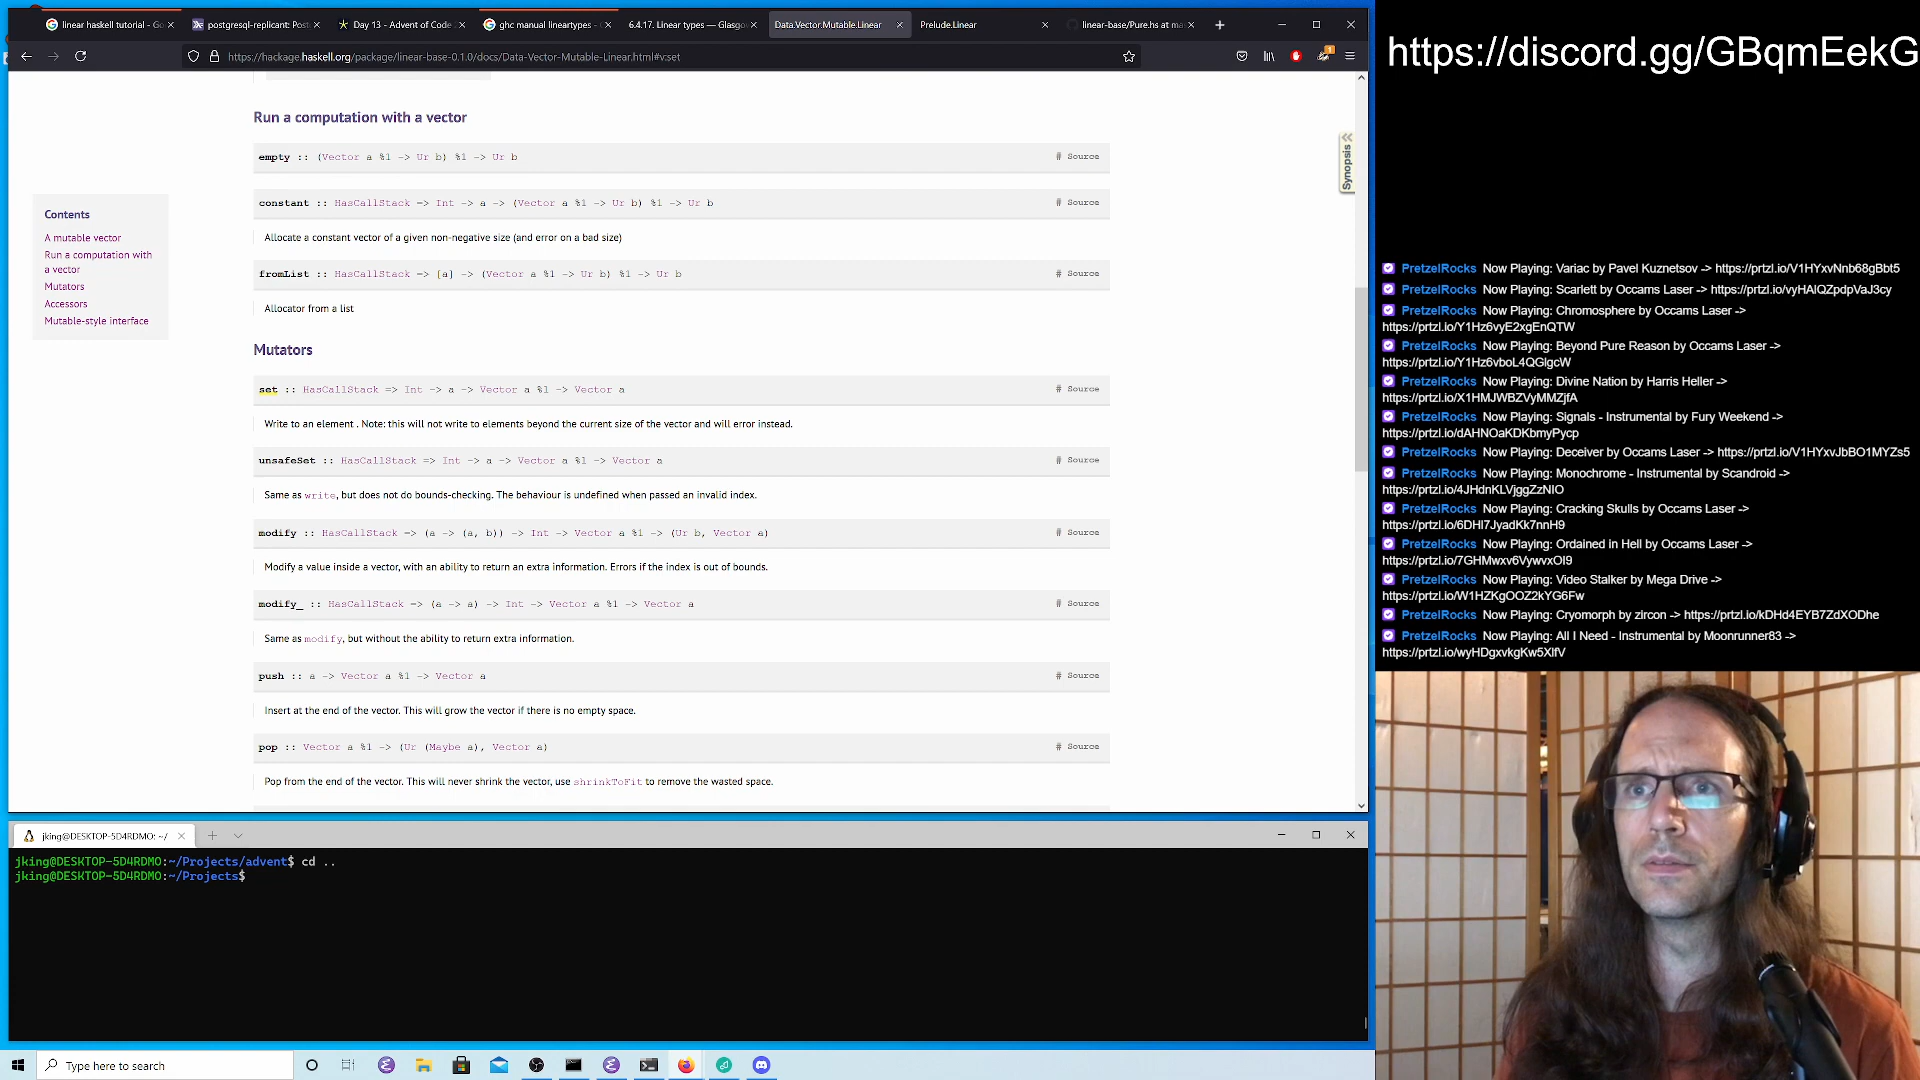 linear haskell tutorial - Go
postgresql-replicant: Post
Day 13 - Advent of Code
ghc manual lineartypes -
6.4.17. Linear types — Glasgo
Data.Vector.Mutable.Linear
Prelude.Linear
linear-base/Pure.hs at ma
https://hackage.haskell.org/package/linear-base-0.1.0/docs/Data-Vector-Mutable-Linear.html#v:set
Synopsis
Contents
A mutable vector
Run a computation with
a vector
Mutators
Accessors
Mutable-style interface
Run a computation with a vector
empty :: (Vector a %1 -> Ur b) %1 -> Ur b
# Source
constant :: HasCallStack => Int -> a -> (Vector a %1 -> Ur b) %1 -> Ur b
# Source
Allocate a constant vector of a given non-negative size (and error on a bad size)
fromList :: HasCallStack => [a] -> (Vector a %1 -> Ur b) %1 -> Ur b
# Source
Allocator from a list
Mutators
set :: HasCallStack => Int -> a -> Vector a %1 -> Vector a
# Source
Write to an element . Note: this will not write to elements beyond the current size of the vector and will error instead.
unsafeSet :: HasCallStack => Int -> a -> Vector a %1 -> Vector a
# Source
Same as write, but does not do bounds-checking. The behaviour is undefined when passed an invalid index.
modify :: HasCallStack => (a -> (a, b)) -> Int -> Vector a %1 -> (Ur b, Vector a)
# Source
Modify a value inside a vector, with an ability to return an extra information. Errors if the index is out of bounds.
modify_ :: HasCallStack => (a -> a) -> Int -> Vector a %1 -> Vector a
# Source
Same as modify, but without the ability to return extra information.
push :: a -> Vector a %1 -> Vector a
# Source
Insert at the end of the vector. This will grow the vector if there is no empty space.
pop :: Vector a %1 -> (Ur (Maybe a), Vector a)
# Source
Pop from the end of the vector. This will never shrink the vector, use shrinkToFit to remove the wasted space.
jking@DESKTOP-5D4RDMO: ~/
jking@DESKTOP-5D4RDMO:~/Projects/advent$ cd ..
jking@DESKTOP-5D4RDMO:~/Projects$
Type here to search
https://discord.gg/GBqmEekG
PretzelRocks Now Playing: Variac by Pavel Kuznetsov -> https://prtzl.io/V1HYxvNnb68gBbt5
PretzelRocks Now Playing: Scarlett by Occams Laser -> https://prtzl.io/vyHAlQZpdpVaJ3cy
PretzelRocks Now Playing: Chromosphere by Occams Laser ->
https://prtzl.io/Y1Hz6vyE2xgEnQTW
PretzelRocks Now Playing: Beyond Pure Reason by Occams Laser ->
https://prtzl.io/Y1Hz6vboL4QGlgcW
PretzelRocks Now Playing: Divine Nation by Harris Heller ->
https://prtzl.io/X1HMJWBZVyMMZjfA
PretzelRocks Now Playing: Signals - Instrumental by Fury Weekend ->
https://prtzl.io/dAHNOaKDKbmyPycp
PretzelRocks Now Playing: Deceiver by Occams Laser -> https://prtzl.io/V1HYxvJbBO1MYZs5
PretzelRocks Now Playing: Monochrome - Instrumental by Scandroid ->
https://prtzl.io/4JHdnKLVjggZzNIO
PretzelRocks Now Playing: Cracking Skulls by Occams Laser ->
https://prtzl.io/6DHl7JyadKk7nnH9
PretzelRocks Now Playing: Ordained in Hell by Occams Laser ->
https://prtzl.io/7GHMwxv6VywvxOl9
PretzelRocks Now Playing: Video Stalker by Mega Drive ->
https://prtzl.io/W1HZKgOOZ2kYG6Fw
PretzelRocks Now Playing: Cryomorph by zircon -> https://prtzl.io/kDHd4EYB7ZdXODhe
PretzelRocks Now Playing: All I Need - Instrumental by Moonrunner83 ->
https://prtzl.io/wyHDgxvkgKw5XlfV